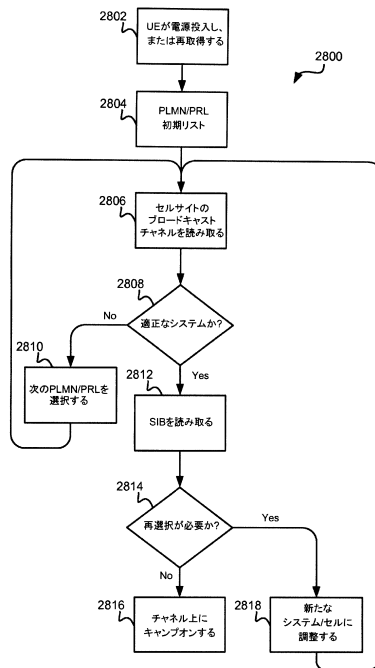 2802
UEが電源投入し、
または再取得する
2800
2804
PLMN/PRL
初期リスト
2806
セルサイトの
ブロードキャスト
チャネルを読み取る
2808
適正なシステムか?
No
Yes
2810
次のPLMN/PRLを
選択する
2812
SIBを読み取る
2814
再選択が必要か?
Yes
No
2816
チャネル上に
キャンプオンする
2818
新たな
システム/セルに
調整する